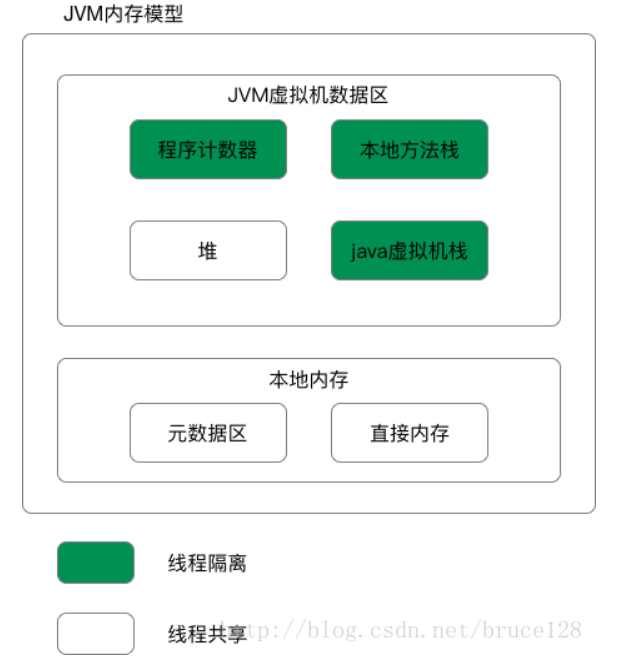 JVM内存模型
JVM虚拟机数据区
程序计数器 本地方法栈
堆 java虚拟机栈
本地内存
元数据区 直接内存
线程隔离
线程共享tp://blog.csdn.net/bruce128